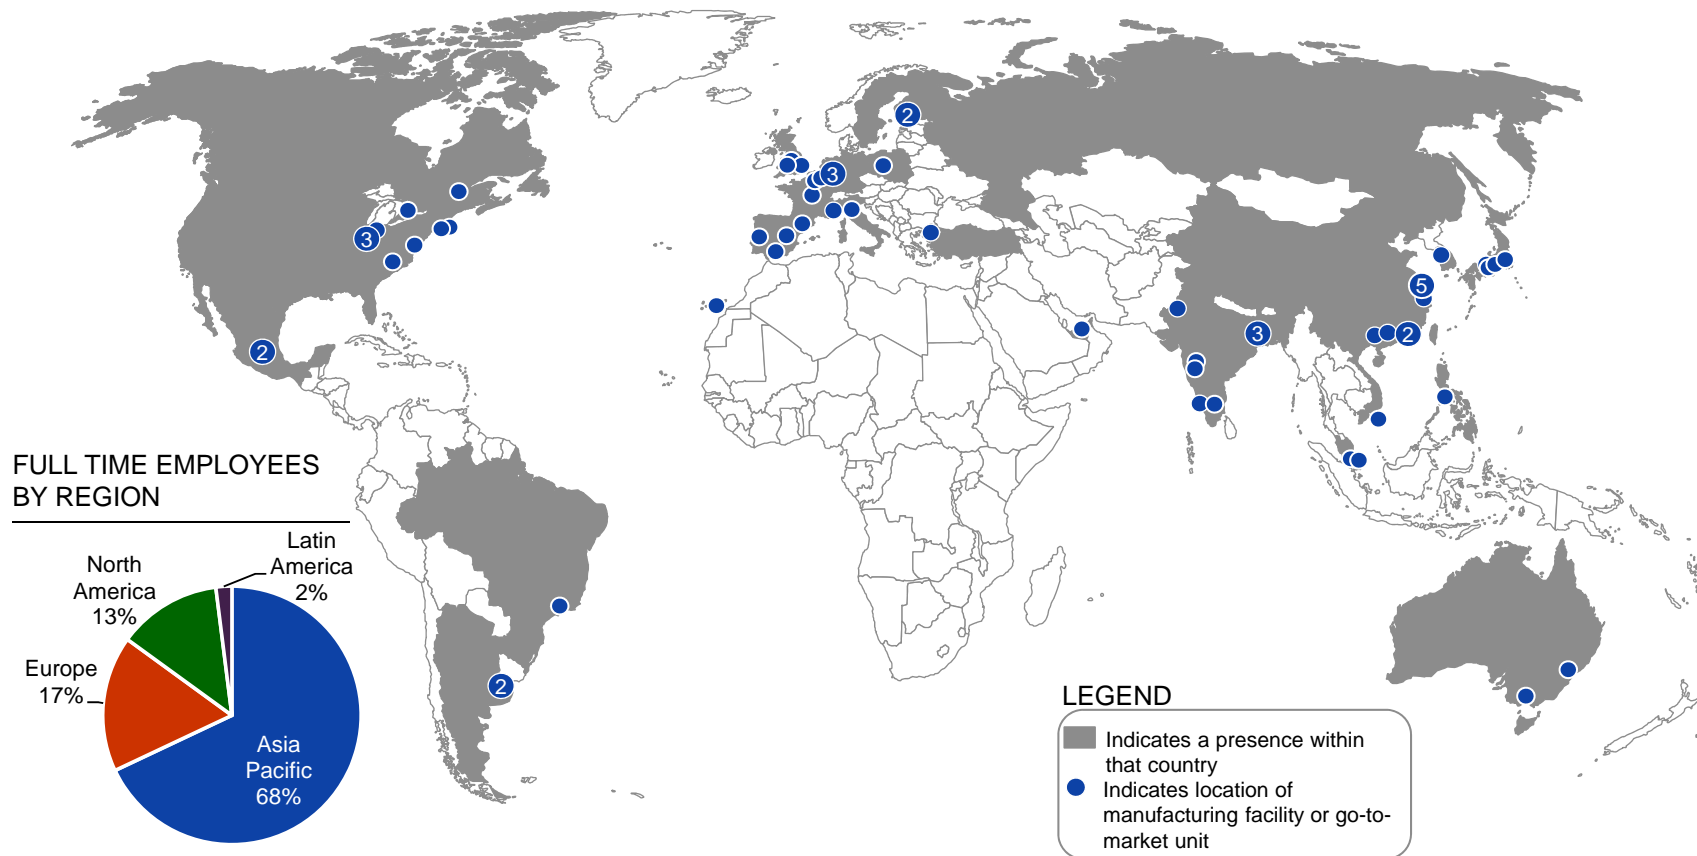 2
3
3
2
5
3
2
2
2
FULL TIME EMPLOYEES
BY REGION
Latin
America
2%
North
America
13%
Europe
17%
Asia
Pacific
68%
LEGEND
Indicates a presence within
that country
Indicates location of
manufacturing facility or go-to-
market unit